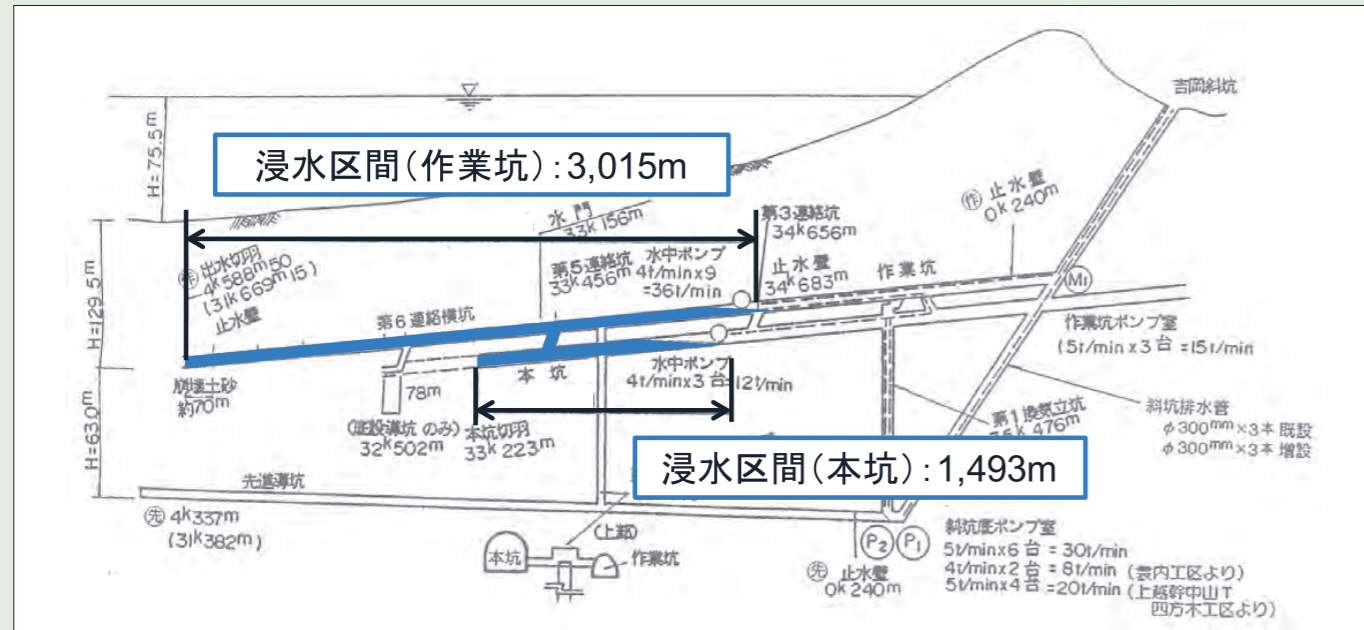 吉岡斜坑
H=75.5m
浸水区間(作業坑):3,015m
水門
33k156m
第3連絡坑
34k656m
作 止水壁
0k240m
作 出水切羽
4k588m50
(31k669m15)
止水壁
第5連絡坑
33k456m
水中ポンプ
4t/min×9
=36t/min
止水壁
34k683m
作業坑
M1
H=129.5m
第6連絡横坑
作業坑ポンプ室
(5t/min×3台=15t/min
崩壊土砂
約70m
78m
本坑
水中ポンプ
4t/min×3台=12t/min
斜坑排水管
φ300mm×3本 既設
φ300mm×3本 増設
第1換気立坑
476m
(底設導坑のみ)
32k502m
本坑切羽
33k223m
H=63.0m
浸水区間(本坑):1,493m
先進導坑
先 4k337m
(31k382m)
(上部)
本坑
作業坑
先 止水壁
0k240m
P2 P1
斜坑底ポンプ室
5t/min×6台=30t/min
4t/min×2台=8t/min
5t/min×4台=20t/min(上越幹中山T
四方木工区より)